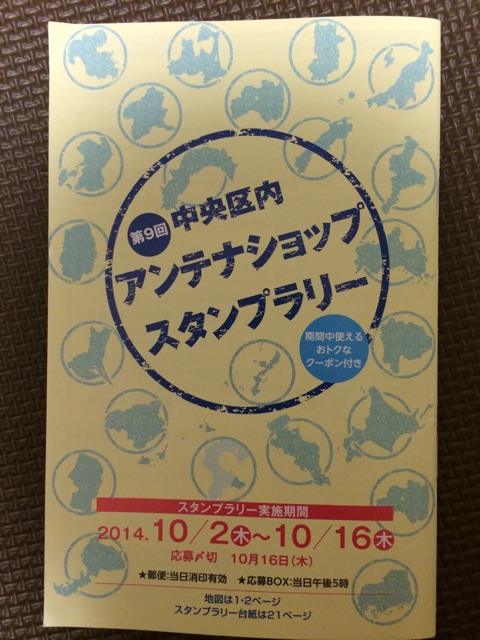 第9回
中央区内
アンテナショップ
スタンプラリー
期間中使える
おトクな
クーポン付き
スタンプラリー実施期間
2014.10/2木～10/16木
応募〆切 10月16日(木)
★郵便:当日消印有効 ★応募BOX:当日午後5時
地図は1・2ページ
スタンプラリー台紙は21ページ